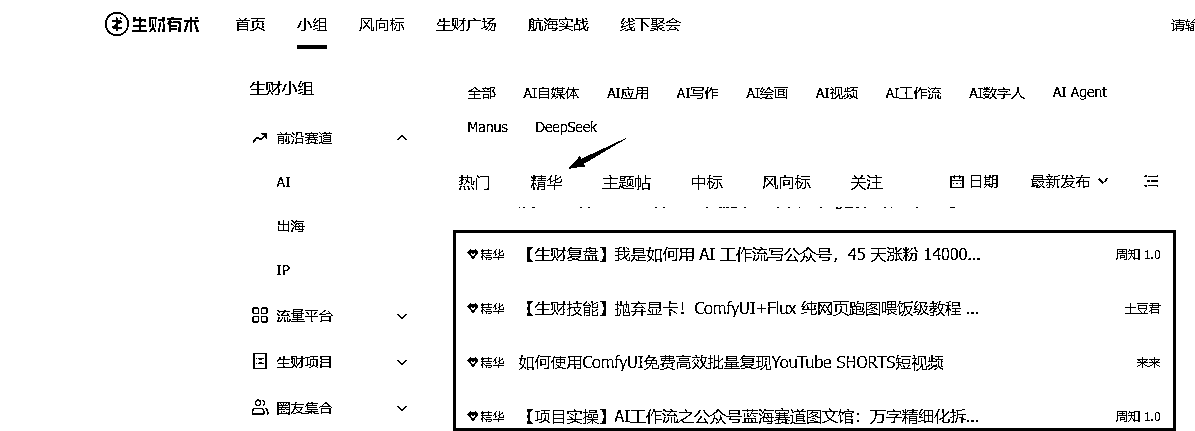 生财有术 首页 小组 风向标 生财广场 航海实战 线下聚会 请输
生财小组
前沿赛道
AI
出海
IP
流量平台
生财项目
圈友集合
全部 AI自媒体 AI应用 AI写作 AI绘画 AI视频 AI工作流 AI数字人 AI Agent
Manus DeepSeek
热门 精华 主题帖 中标 风向标 关注 日期 最新发布
精华 【生财复盘】我是如何用 AI 工作流写公众号，45 天涨粉 14000... 周知 1.0
精华 【生财技能】抛弃显卡！ComfyUI+Flux 纯网页跑图喂饭级教程 ... 土豆君
精华 如何使用ComfyUI免费高效批量复现YouTube SHORTS短视频 来来
精华 【项目实操】AI工作流之公众号蓝海赛道图文馆：万字精细化拆... 周知 1.0